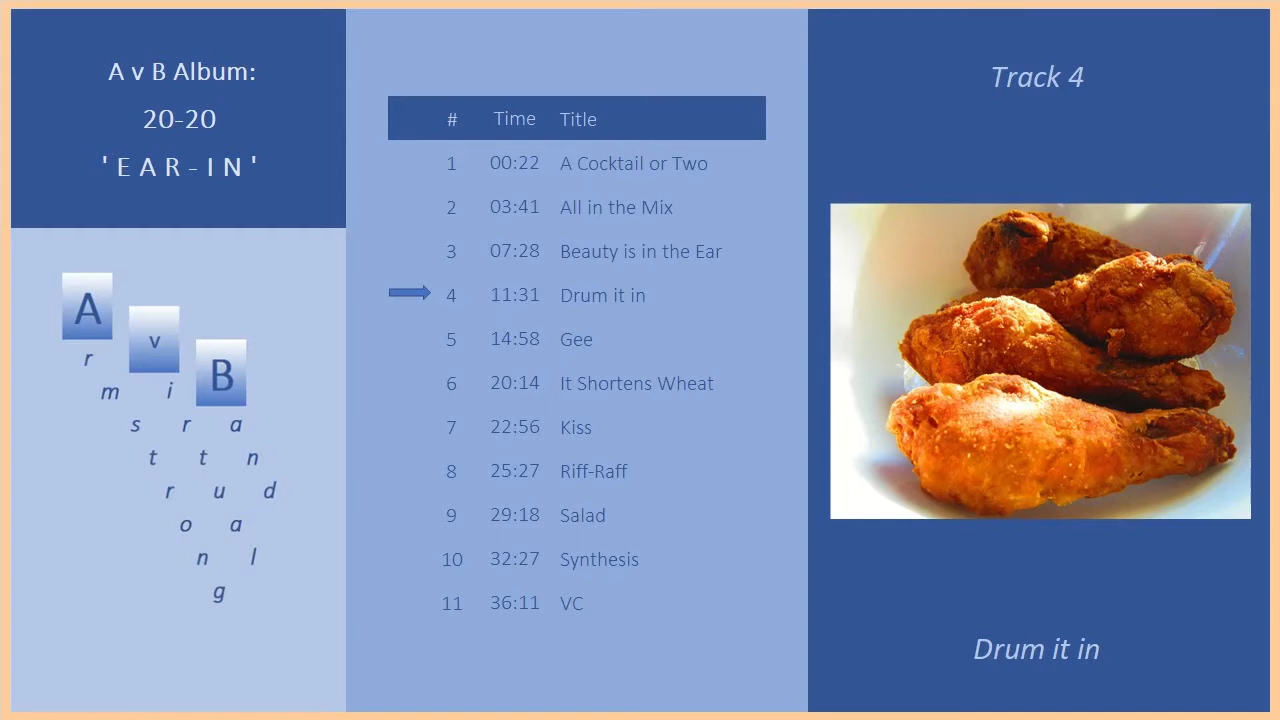 A v B Album:
20-20
'EAR-IN'
A
v
B
r
m i
s r a
t t n
r u d
o a
n l
g
# Time Title
1 00:22 A Cocktail or Two
2 03:41 All in the Mix
3 07:28 Beauty is in the Ear
4 11:31 Drum it in
5 14:58 Gee
6 20:14 It Shortens Wheat
7 22:56 Kiss
8 25:27 Riff-Raff
9 29:18 Salad
10 32:27 Synthesis
11 36:11 VC
Track 4
Drum it in